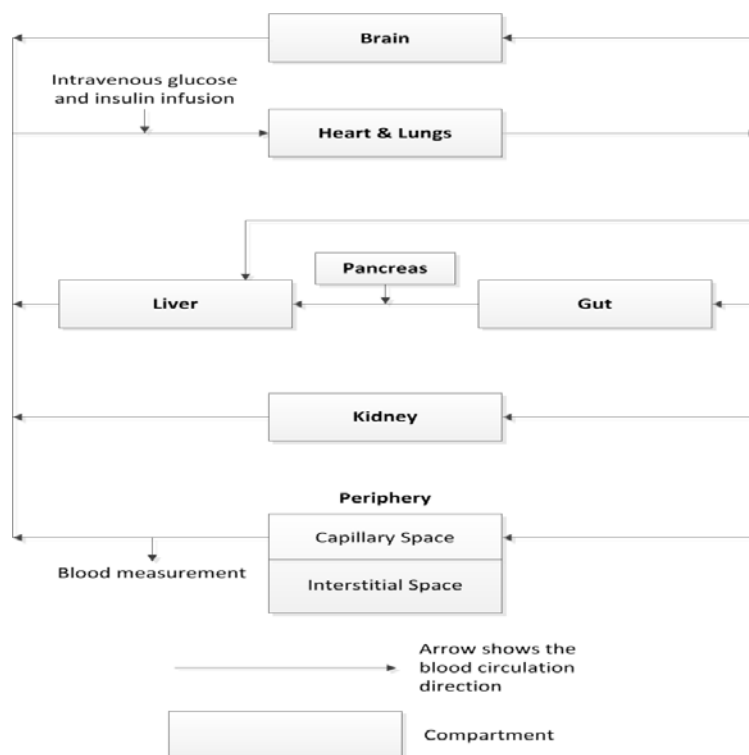 Brain
Intravenous glucose
and insulin infusion
Heart & Lungs
Pancreas
Liver
Gut
Kidney
Periphery
Capillary Space
Blood measurement
Interstitial Space
Arrow shows the
blood circulation
direction
Compartment